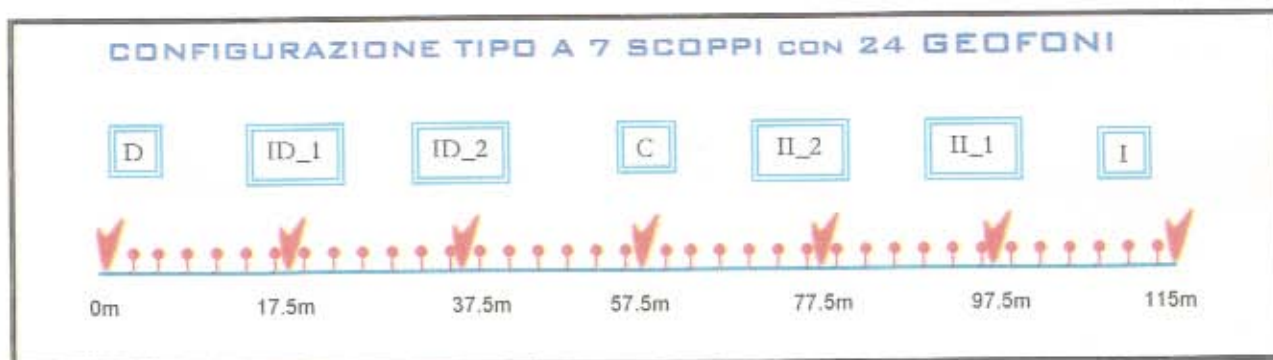 CONFIGURAZIONE TIPO A 7 SCOPPI CON 24 GEOFONI
D ID_1 ID_2 C II_2 II_1 I
0m 17.5m 37.5m 57.5m 77.5m 97.5m 115m